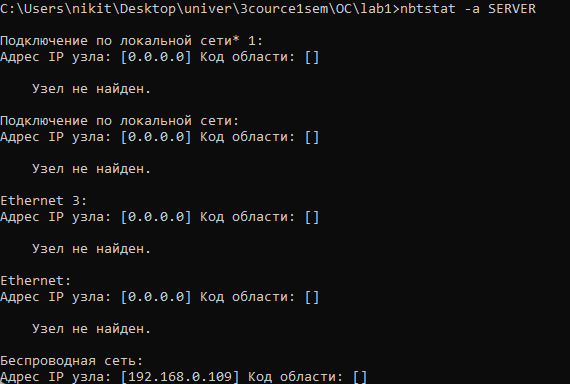 C:\Users\nikit\Desktop\univer\3cource1sem\OC\lab1>nbtstat -a SERVER
Подключение по локальной сети* 1:
Адрес IP узла: [0.0.0.0] Код области: []
Узел не найден.
Подключение по локальной сети:
Адрес IP узла: [0.0.0.0] Код области: []
Узел не найден.
Ethernet 3:
Адрес IP узла: [0.0.0.0] Код области: []
Узел не найден.
Ethernet:
Адрес IP узла: [0.0.0.0] Код области: []
Узел не найден.
Беспроводная сеть:
Адрес IP узла: [192.168.0.109] Код области: []